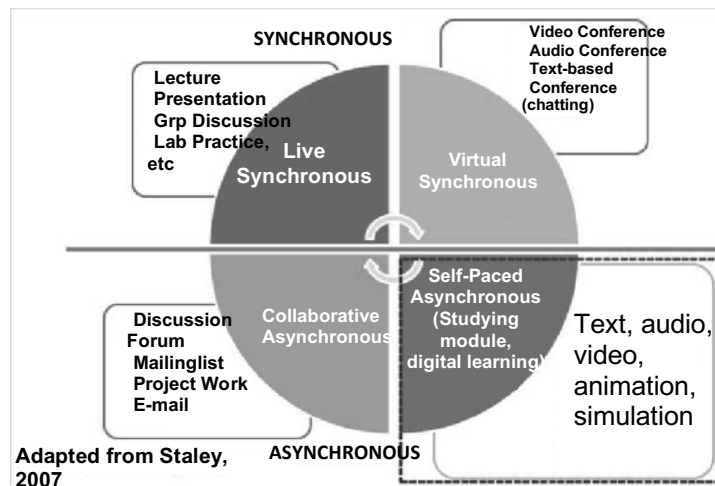 SYNCHRONOUS
Lecture
Presentation
Grp Discussion
Lab Practice,
etc
Live
Synchronous
Video Conference
Audio Conference
Text-based
Conference
(chatting)
Virtual
Synchronous
Discussion
Forum
Mailinglist
Project Work
E-mail
Collaborative
Asynchronous
Self-Paced
Asynchronous
(Studying
module,
digital learning)
Text, audio,
video,
animation,
simulation
ASYNCHRONOUS
Adapted from Staley,
2007